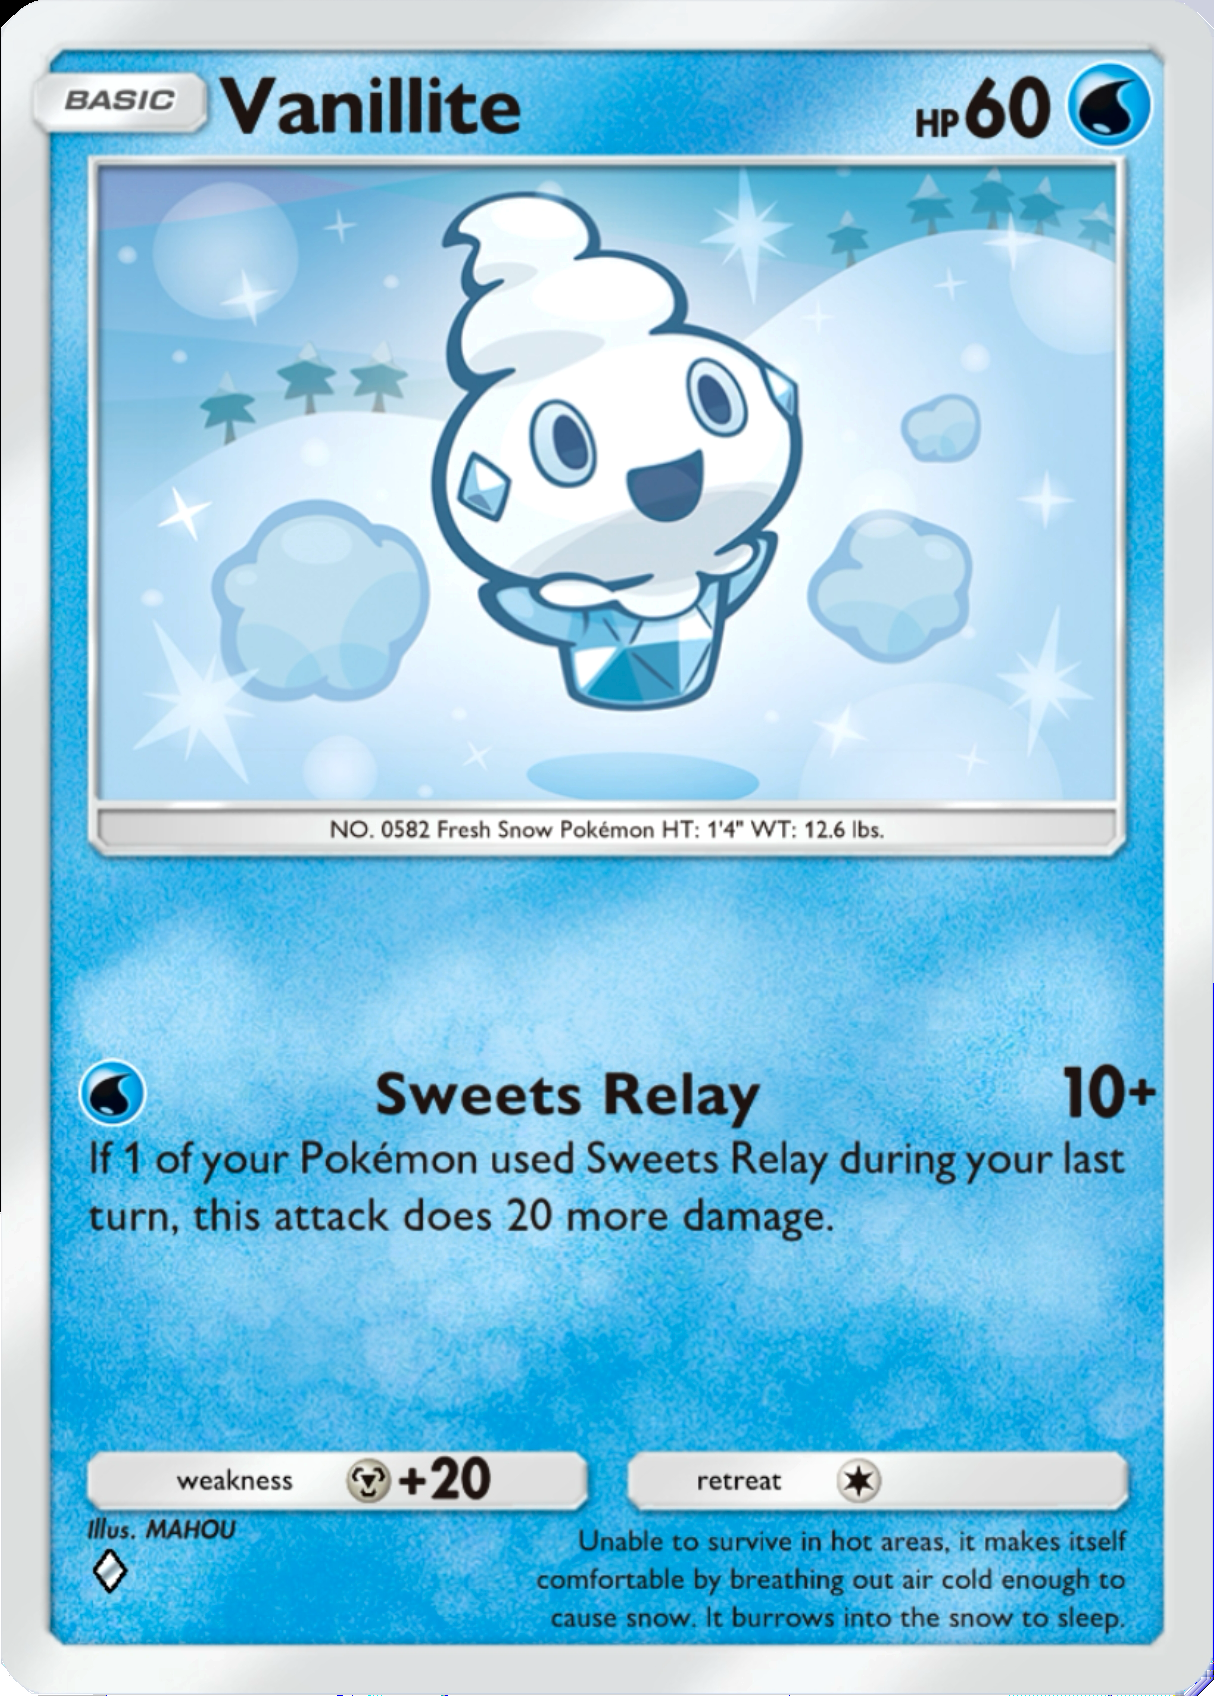 BASIC Vanillite HP60
NO. 0582 Fresh Snow Pokémon HT: 1'4" WT: 12.6 lbs.
Sweets Relay 10+
If 1 of your Pokémon used Sweets Relay during your last
turn, this attack does 20 more damage.
weakness +20 retreat
Illus. MAHOU
Unable to survive in hot areas, it makes itself
comfortable by breathing out air cold enough to
cause snow. It burrows into the snow to sleep.